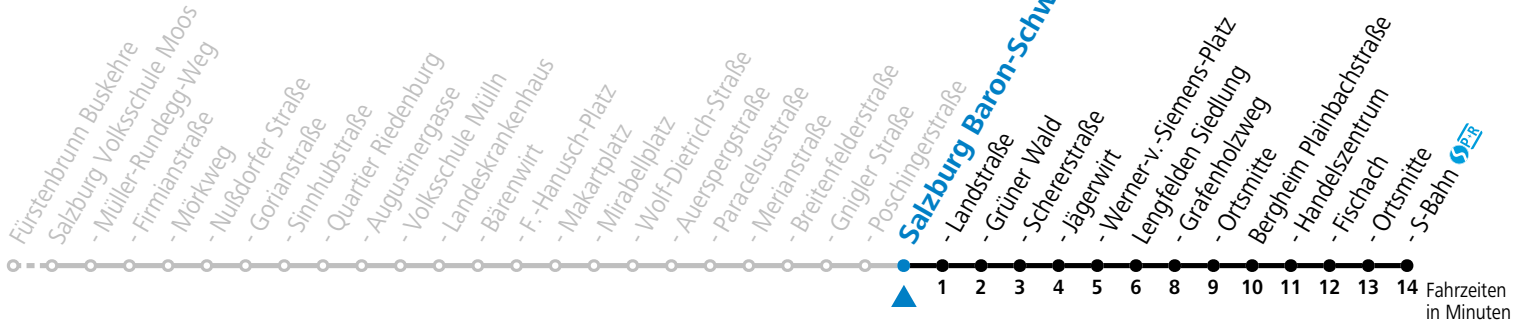 Fürstenbrunn Buskehre
Salzburg Volksschule Moos
- Müller-Rundegg-Weg
- Firmianstraße
- Mörkweg
- Nußdorfer Straße
- Gorianstraße
- Sinnhubstraße
- Quartier Riedenburg
- Augustinergasse
- Volksschule Mülln
- Landeskrankenhaus
- Bärenwirt
- F.-Hanusch-Platz
- Makartplatz
- Mirabellplatz
- Wolf-Dietrich-Straße
- Auerspergstraße
- Paracelsusstraße
- Merianstraße
- Breitenfelderstraße
- Gnigler Straße
- Poschingerstraße
Salzburg Baron-Schw
- Landstraße
- Grüner Wald
- Schererstraße
- Jägerwirt
- Werner-v.-Siemens-Platz
Lengfelden Siedlung
- Grafenholzweg
- Ortsmitte
Bergheim Plainbachstraße
- Handelszentrum
- Fischach
- Ortsmitte
- S-Bahn P+R
1 2 3 4 5 6 8 9 10 11 12 13 14 Fahrzeiten
in Minuten